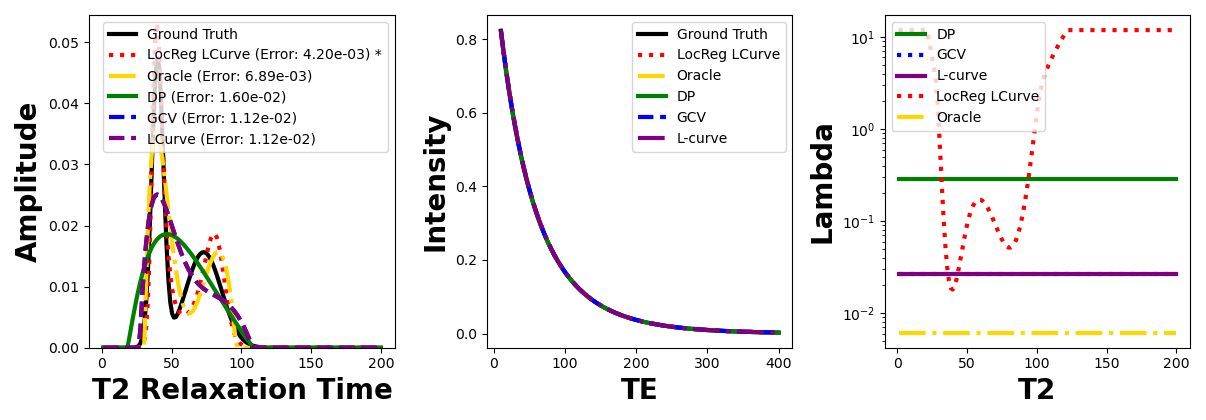 0.05
0.04
0.03
0.02
0.01
0.00
Amplitude
Ground Truth
LocReg LCurve (Error: 4.20e-03) *
Oracle (Error: 6.89e-03)
DP (Error: 1.60e-02)
GCV (Error: 1.12e-02)
LCurve (Error: 1.12e-02)
0 50 100 150 200
T2 Relaxation Time
0.8
0.6
0.4
0.2
0.0
Intensity
Ground Truth
LocReg LCurve
Oracle
DP
GCV
L-curve
0 100 200 300 400
TE
10¹
10⁰
10⁻¹
10⁻²
Lambda
DP
GCV
L-curve
LocReg LCurve
Oracle
0 50 100 150 200
T2